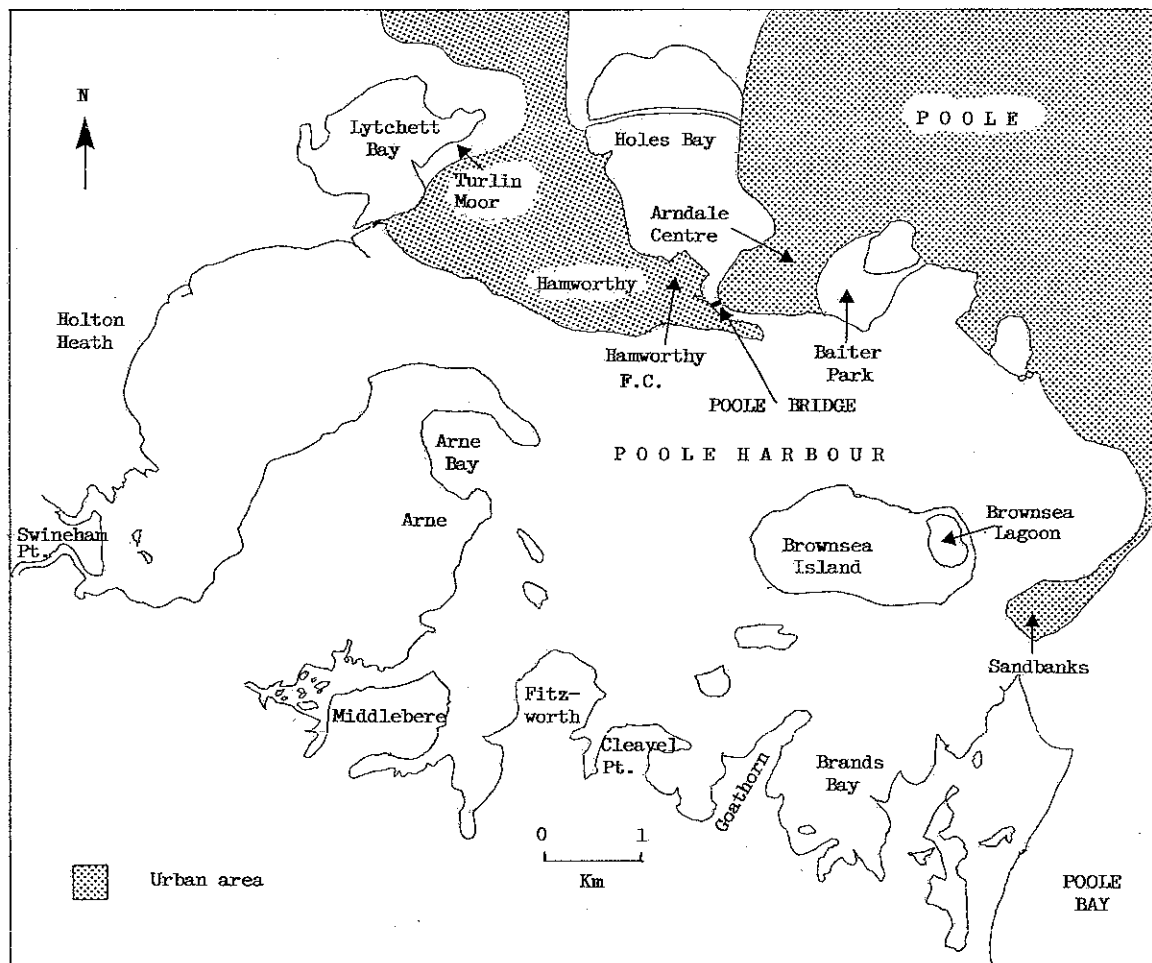 N
Lytchett
Bay
Turlin
Moor
Holes Bay
POOLE
Arndale
Centre
Hamworthy
Holton
Heath
Hamworthy
F.C.
Baiter
Park
POOLE BRIDGE
Arne
Bay
POOLE HARBOUR
Arne
Swineham
Pt.
Brownsea
Island
Brownsea
Lagoon
Sandbanks
Middlebere
Fitz-
worth
Cleavel
Pt.
Goathorn
Brands
Bay
0 1
Km
Urban area
POOLE
BAY